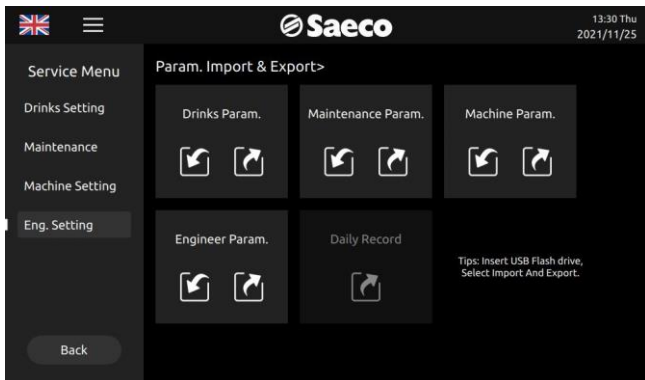 Saeco
13:30 Thu
2021/11/25
Service Menu
Drinks Setting
Maintenance
Machine Setting
Eng. Setting
Back
Param. Import & Export>
Drinks Param.
Maintenance Param.
Machine Param.
Engineer Param.
Daily Record
Tips: Insert USB Flash drive,
Select Import And Export.